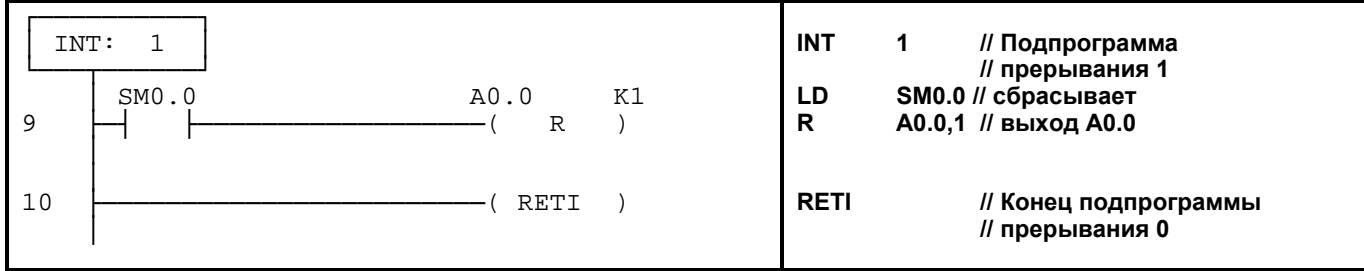 INT: 1
SM0.0 A0.0 K1
9 ( R )
10 ( RETI )
INT 1 // Подпрограмма
// прерывания 1
LD SM0.0 // сбрасывает
R A0.0,1 // выход A0.0
RETI // Конец подпрограммы
// прерывания 0